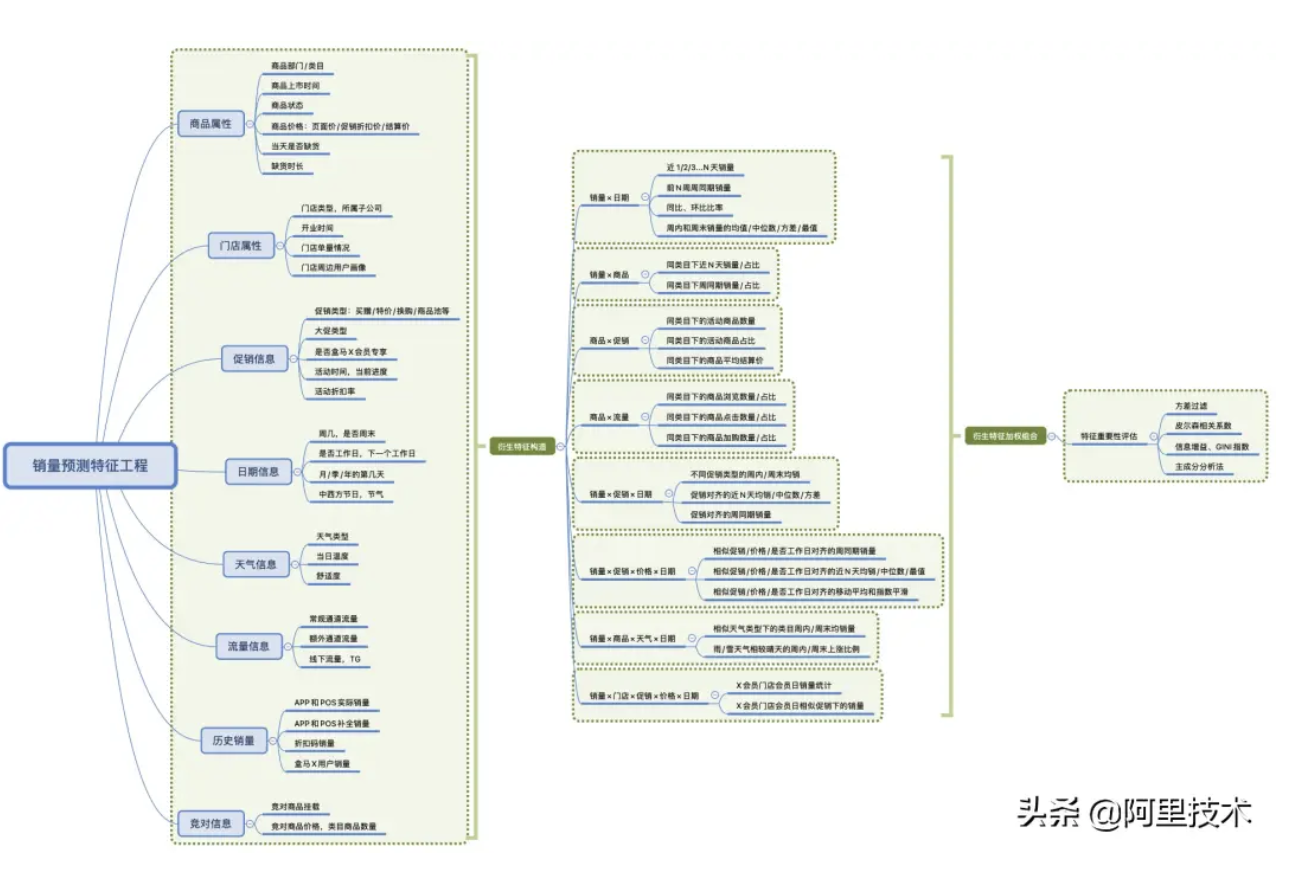 销量预测特征工程
商品属性
商品部门/类目
商品上市时间
商品状态
商品价格：页面价/促销折扣价/结算价
当天是否缺货
缺货时长
门店属性
门店类型，所属子公司
开业时间
门店单量情况
门店周边用户画像
促销信息
促销类型：买赠/特价/换购/商品池等
大促类型
是否盒马X会员专享
活动时间，当前进度
活动折扣率
日期信息
周几，是否周末
是否工作日，下一个工作日
月/季/年的第几天
中西方节日，节气
天气信息
天气类型
当日温度
舒适度
流量信息
常规通道流量
额外通道流量
线下流量，TG
历史销量
APP和POS实际销量
APP和POS补全销量
折扣码销量
盒马X用户销量
竞对信息
竞对商品挂载
竞对商品价格，类目商品数量
衍生特征构造
销量×日期
近1/2/3...N天销量
前N周周同期销量
同比、环比比率
周内和周末销量的均值/中位数/方差/最值
销量×商品
同类目下近N天销量/占比
同类目下周同期销量/占比
商品×促销
同类目下的活动商品数量
同类目下的活动商品占比
同类目下的商品平均结算价
商品×流量
同类目下的商品浏览数量/占比
同类目下的商品点击数量/占比
同类目下的商品加购数量/占比
销量×促销×日期
不同促销类型的周内/周末均销
促销对齐的近N天均销/中位数/方差
促销对齐的周同期销量
销量×促销×价格×日期
相似促销/价格/是否工作日对齐的周同期销量
相似促销/价格/是否工作日对齐的近N天均销/中位数/最值
相似促销/价格/是否工作日对齐的移动平均和指数平滑
销量×商品×天气×日期
相似天气类型下的类目周内/周末均销量
雨/雪天气相较晴天的周内/周末上涨比例
销量×门店×促销×价格×日期
X会员门店会员日销量统计
X会员门店会员日相似促销下的销量
衍生特征加权组合
特征重要性评估
方差过滤
皮尔森相关系数
信息增益、GINI指数
主成分分析法
头条 @阿里技术